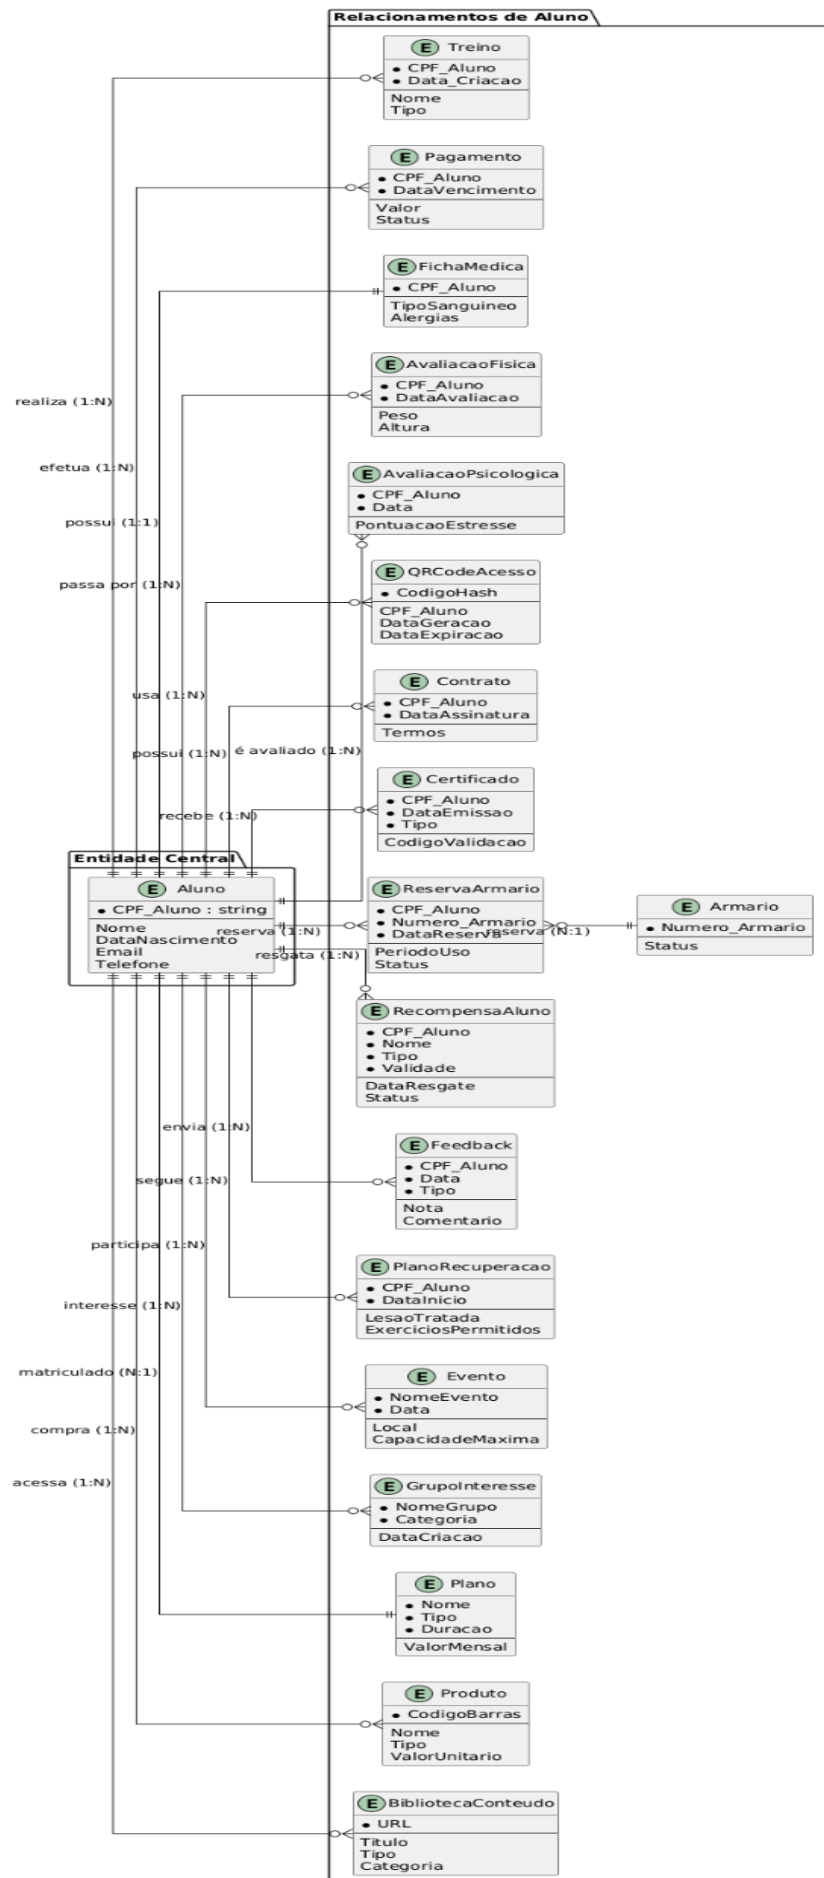 Relacionamentos de Aluno
E Treino
CPF_Aluno
Data_Criacao
Nome
Tipo
E Pagamento
CPF_Aluno
DataVencimento
Valor
Status
E FichaMedica
CPF_Aluno
TipoSanguineo
Alergias
E AvaliacaoFisica
CPF_Aluno
DataAvaliacao
Peso
Altura
realiza (1:N)
efetua (1:N)
possui (1:1)
passa por (1:N)
E AvaliacaoPsicologica
CPF_Aluno
Data
PontuacaoEstresse
E QRCodeAcesso
CodigoHash
CPF_Aluno
DataGeracao
DataExpiracao
usa (1:N)
E Contrato
CPF_Aluno
DataAssinatura
Termos
possui (1:N)
é avaliado (1:N)
E Certificado
CPF_Aluno
DataEmissao
Tipo
CodigoValidacao
recebe (1:N)
Entidade Central
E Aluno
CPF_Aluno : string
Nome
DataNascimento
Email
Telefone
reserva (1:N)
resgata (1:N)
E ReservaArmario
CPF_Aluno
Numero_Armario
DataReserva
PeriodoUso
Status
reserva (N:1)
E Armario
Numero_Armario
Status
E RecompensaAluno
CPF_Aluno
Nome
Tipo
Validade
DataResgate
Status
envia (1:N)
E Feedback
CPF_Aluno
Data
Tipo
Nota
Comentario
segue (1:N)
participa (1:N)
E PlanoRecuperacao
CPF_Aluno
DataInicio
LesaoTratada
ExerciciosPermitidos
interesse (1:N)
matriculado (N:1)
E Evento
NomeEvento
Data
Local
CapacidadeMaxima
compra (1:N)
acessa (1:N)
E GrupoInteresse
NomeGrupo
Categoria
DataCriacao
E Plano
Nome
Tipo
Duracao
ValorMensal
E Produto
CodigoBarras
Nome
Tipo
ValorUnitario
E BibliotecaConteudo
URL
Titulo
Tipo
Categoria